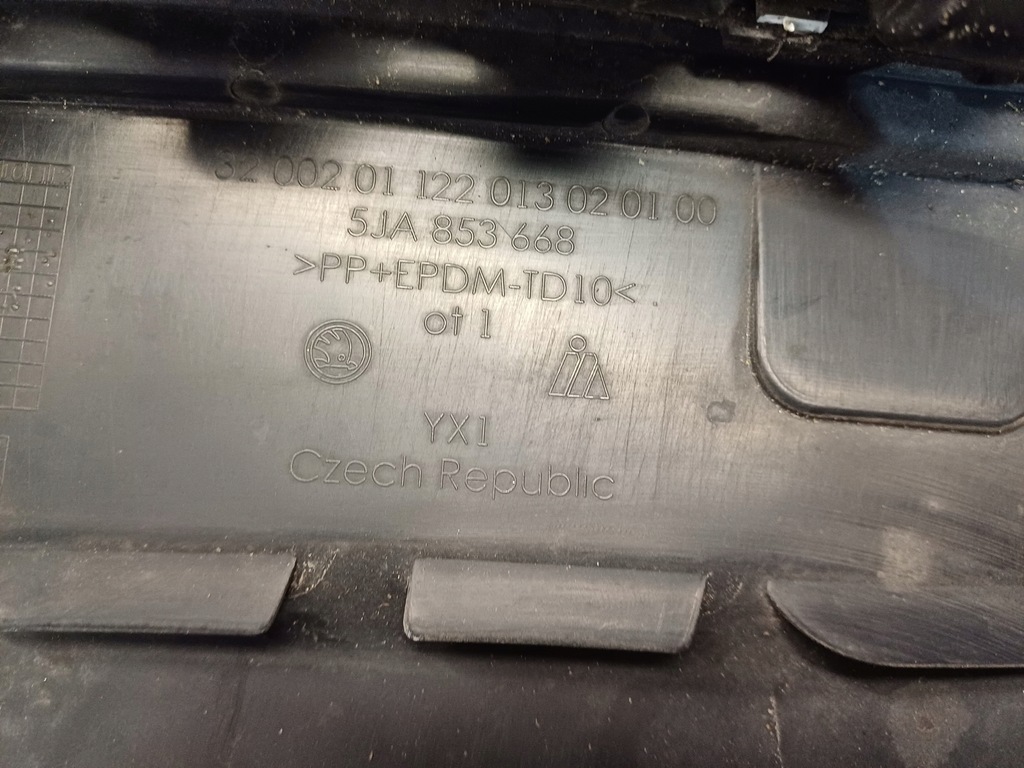 32 002 01 122 013 02 01 00
5JA 853 668
>PP+EPDM-TD10<
ot 1
YX1
Czech Republic